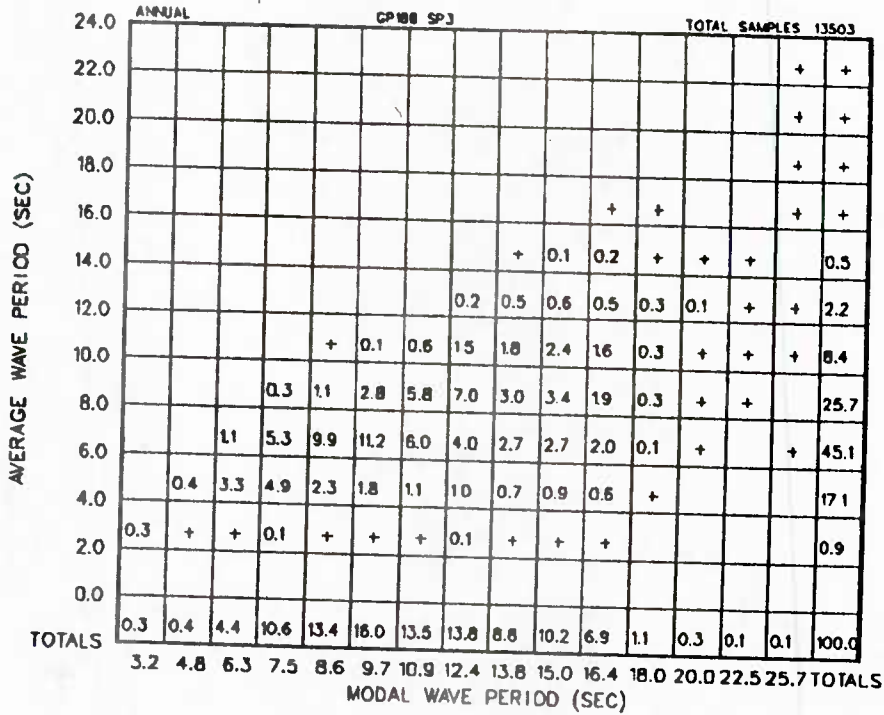 ANNUAL GP100 SP3 TOTAL SAMPLES 13503
24.0
+ +
22.0
+ +
20.0
+ +
18.0
+ + + +
16.0
+ 0.1 0.2 + + + 0.5
14.0
0.2 0.5 0.6 0.5 0.3 0.1 + + 2.2
12.0
+ 0.1 0.6 1.5 1.8 2.4 1.6 0.3 + + + 8.4
10.0
0.3 1.1 2.8 5.8 7.0 3.0 3.4 1.9 0.3 + + 25.7
8.0
1.1 5.3 9.9 11.2 6.0 4.0 2.7 2.7 2.0 0.1 + + 45.1
6.0
0.4 3.3 4.9 2.3 1.8 1.1 1.0 0.7 0.9 0.6 + 17.1
4.0
0.3 + + 0.1 + + + 0.1 + + + 0.9
2.0
0.0
TOTALS 0.3 0.4 4.4 10.6 13.4 16.0 13.5 13.8 8.8 10.2 6.9 1.1 0.3 0.1 0.1 100.0
3.2 4.8 6.3 7.5 8.6 9.7 10.9 12.4 13.8 15.0 16.4 18.0 20.0 22.5 25.7 TOTALS
MODAL WAVE PERIOD (SEC)
AVERAGE WAVE PERIOD (SEC)